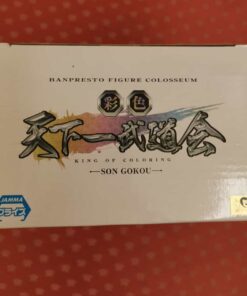 BANPRESTO FIGURE COLOSSEUM
彩色
天下一武道会
KING OF COLORING
SON GOKOU
JAMMA
プライズ